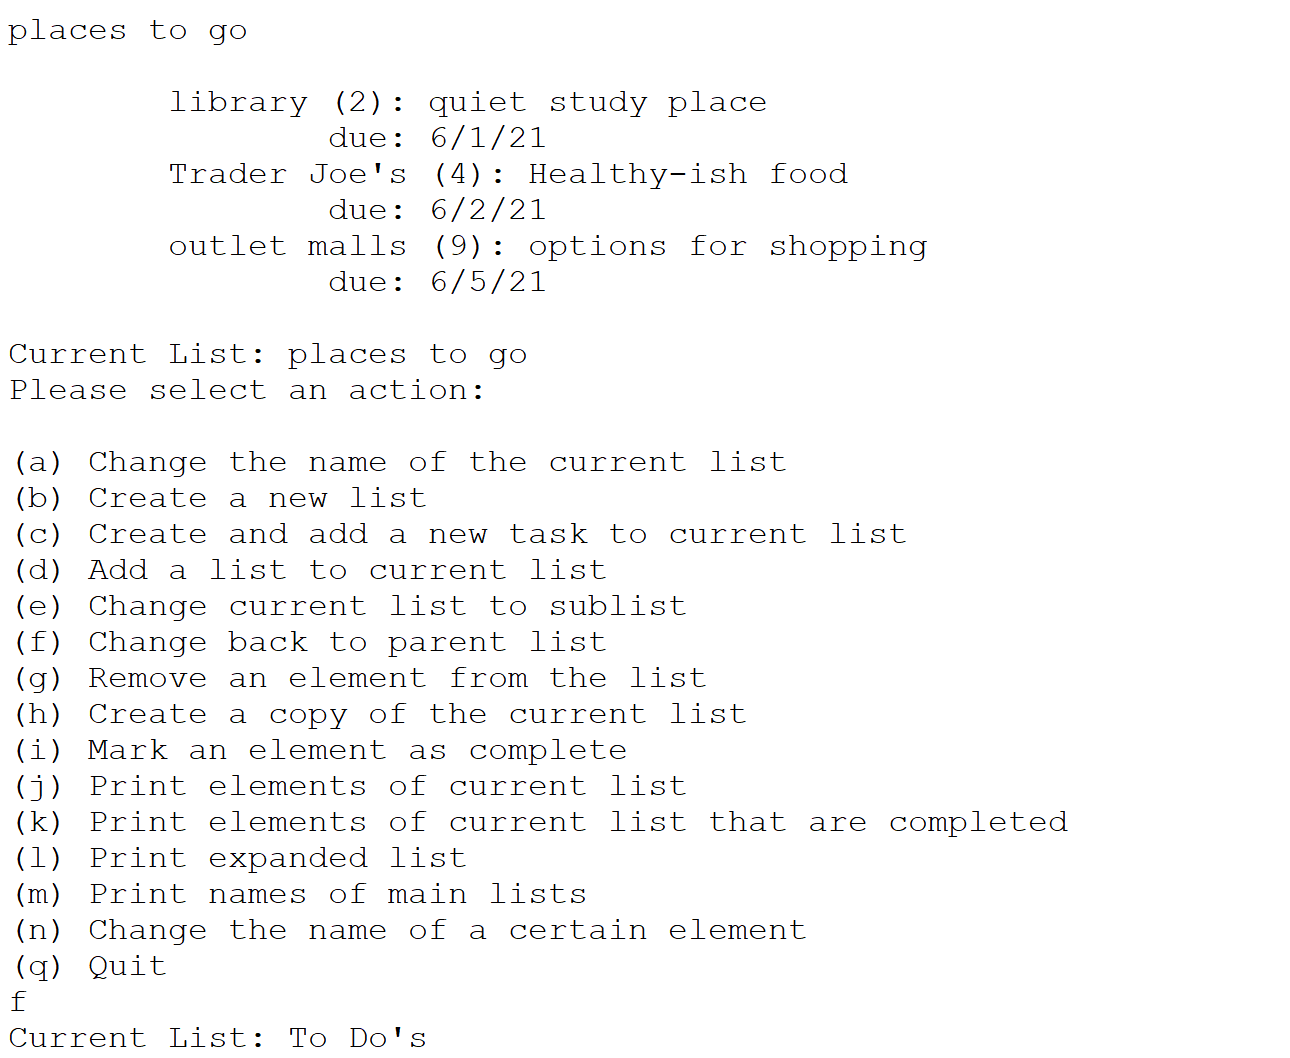 places to go
library (2): quiet study place
due: 6/1/21
Trader Joe's (4): Healthy-ish food
due: 6/2/21
outlet malls (9): options for shopping
due: 6/5/21
Current List: places to go
Please select an action:
(a) Change the name of the current list
(b) Create a new list
(c) Create and add a new task to current list
(d) Add a list to current list
(e) Change current list to sublist
(f) Change back to parent list
(g) Remove an element from the list
(h) Create a copy of the current list
(i) Mark an element as complete
(j) Print elements of current list
(k) Print elements of current list that are completed
(l) Print expanded list
(m) Print names of main lists
(n) Change the name of a certain element
(q) Quit
f
Current List: To Do's